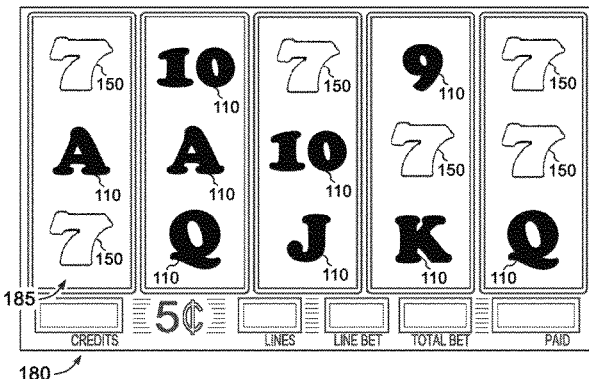 7 150 10 110 7 150 9 110 7 150
A 110 A 110 10 110 7 150 7 150
7 150 Q 110 J 110 K 110 Q 110
185
5¢
CREDITS LINES LINE BET TOTAL BET PAID
180